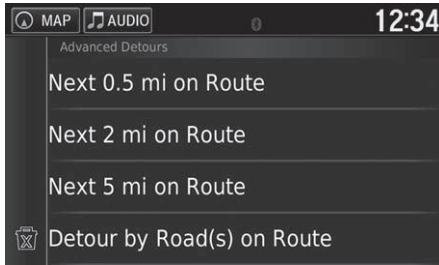 MAP AUDIO 12:34
Advanced Detours
Next 0.5 mi on Route
Next 2 mi on Route
Next 5 mi on Route
Detour by Road(s) on Route